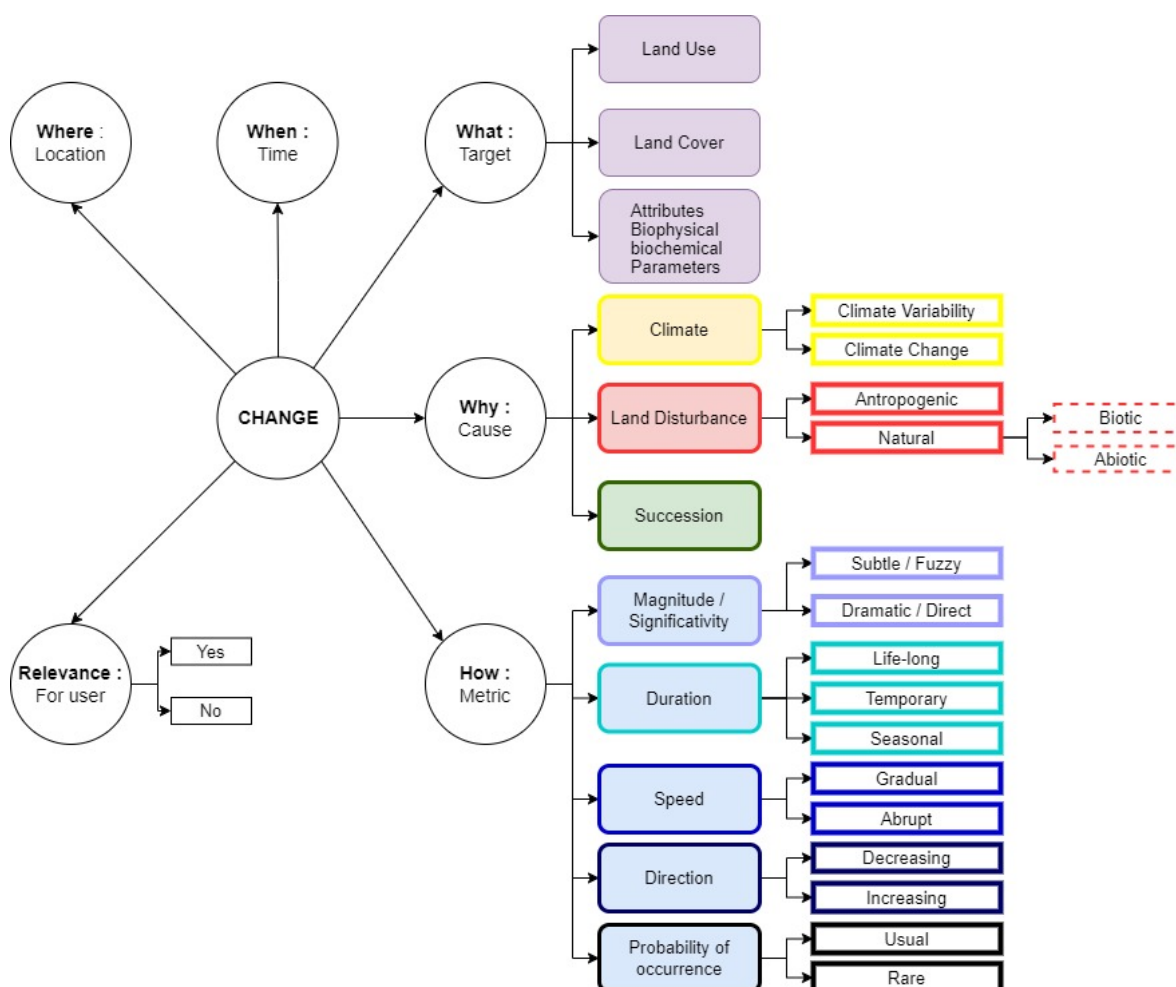 Land Use
Where :
Location
When :
Time
What :
Target
Land Cover
Attributes
Biophysical
biochemical
Parameters
CHANGE
Why :
Cause
Climate
Climate Variability
Climate Change
Land Disturbance
Antropogenic
Natural
Biotic
Abiotic
Succession
Relevance :
For user
Yes
No
How :
Metric
Magnitude /
Significativity
Subtle / Fuzzy
Dramatic / Direct
Duration
Life-long
Temporary
Seasonal
Speed
Gradual
Abrupt
Direction
Decreasing
Increasing
Probability of
occurrence
Usual
Rare